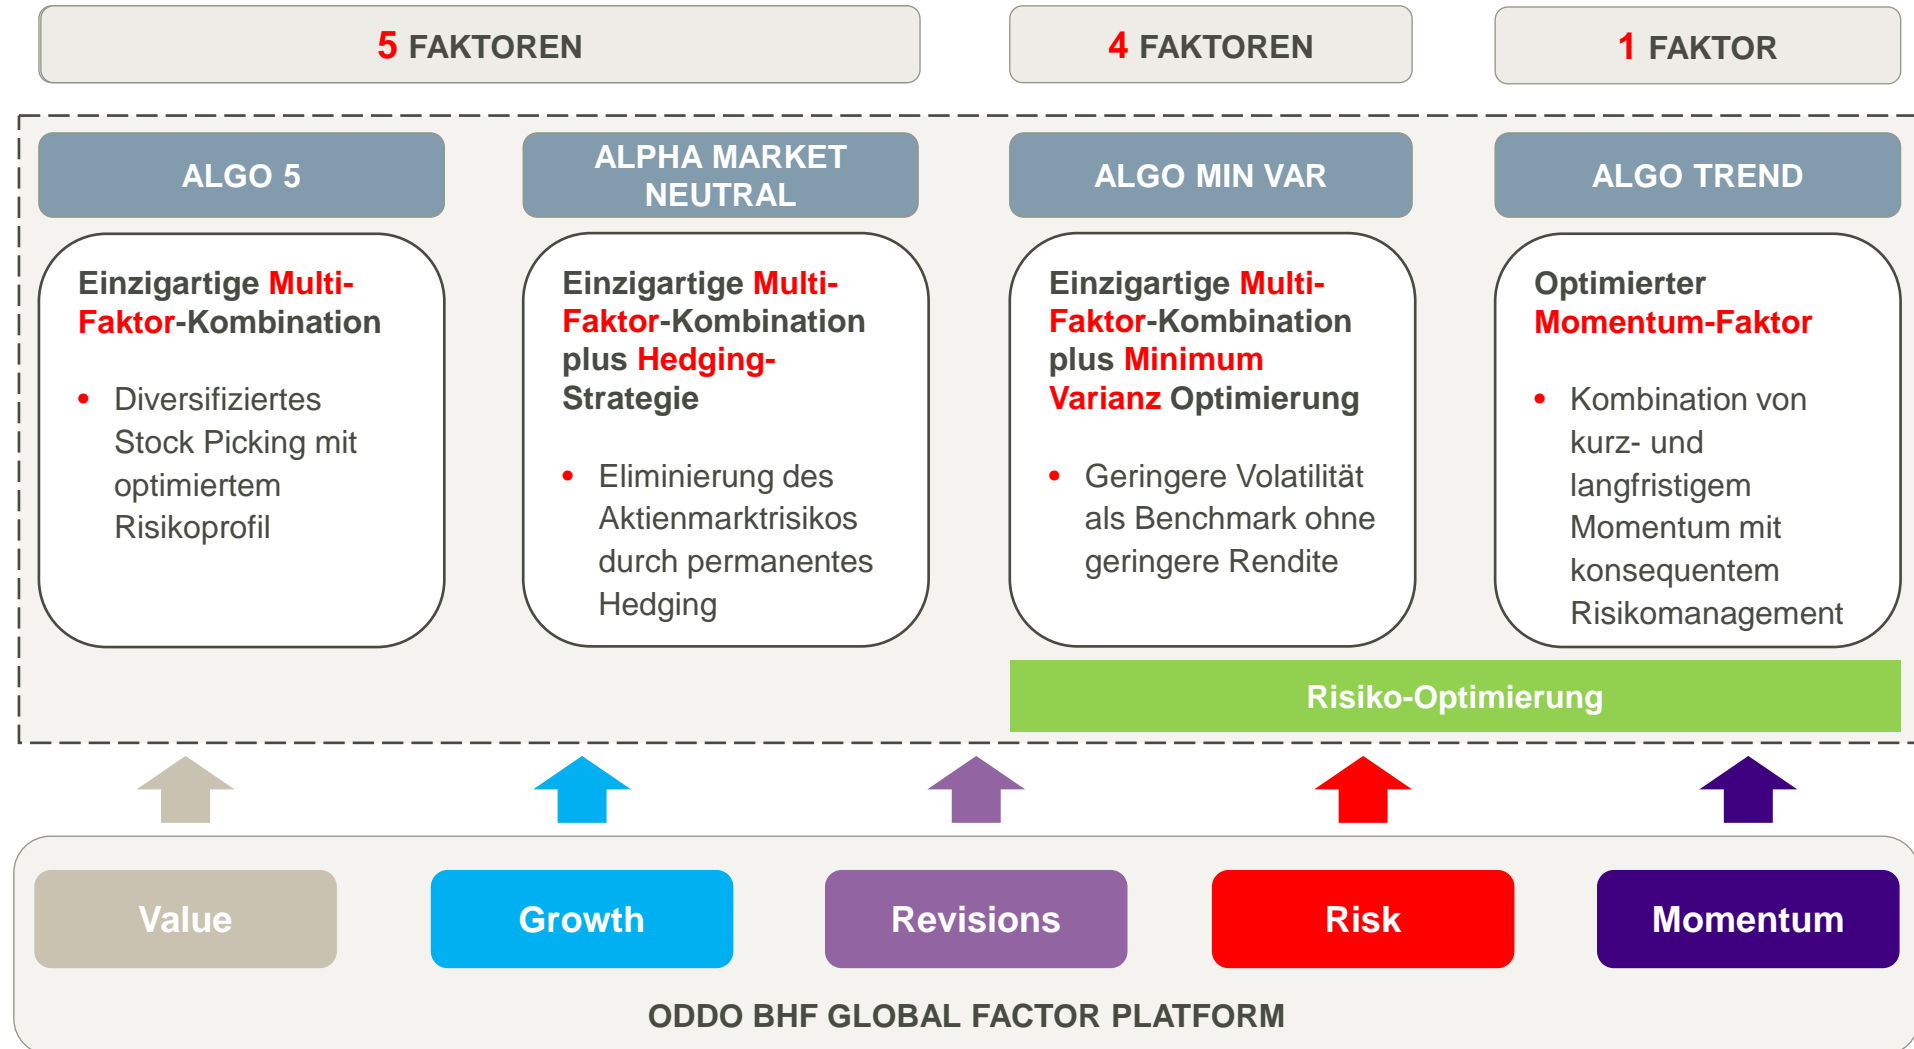 5 FAKTOREN
4 FAKTOREN
1 FAKTOR
ALGO 5
ALPHA MARKET
NEUTRAL
ALGO MIN VAR
ALGO TREND
Einzigartige Multi-
Faktor-Kombination
• Diversifiziertes
Stock Picking mit
optimiertem
Risikoprofil
Einzigartige Multi-
Faktor-Kombination
plus Hedging-
Strategie
• Eliminierung des
Aktienmarktrisikos
durch permanentes
Hedging
Einzigartige Multi-
Faktor-Kombination
plus Minimum
Varianz Optimierung
• Geringere Volatilität
als Benchmark ohne
geringere Rendite
Optimierter
Momentum-Faktor
• Kombination von
kurz- und
langfristigem
Momentum mit
konsequentem
Risikomanagement
Risiko-Optimierung
Value
Growth
Revisions
Risk
Momentum
ODDO BHF GLOBAL FACTOR PLATFORM